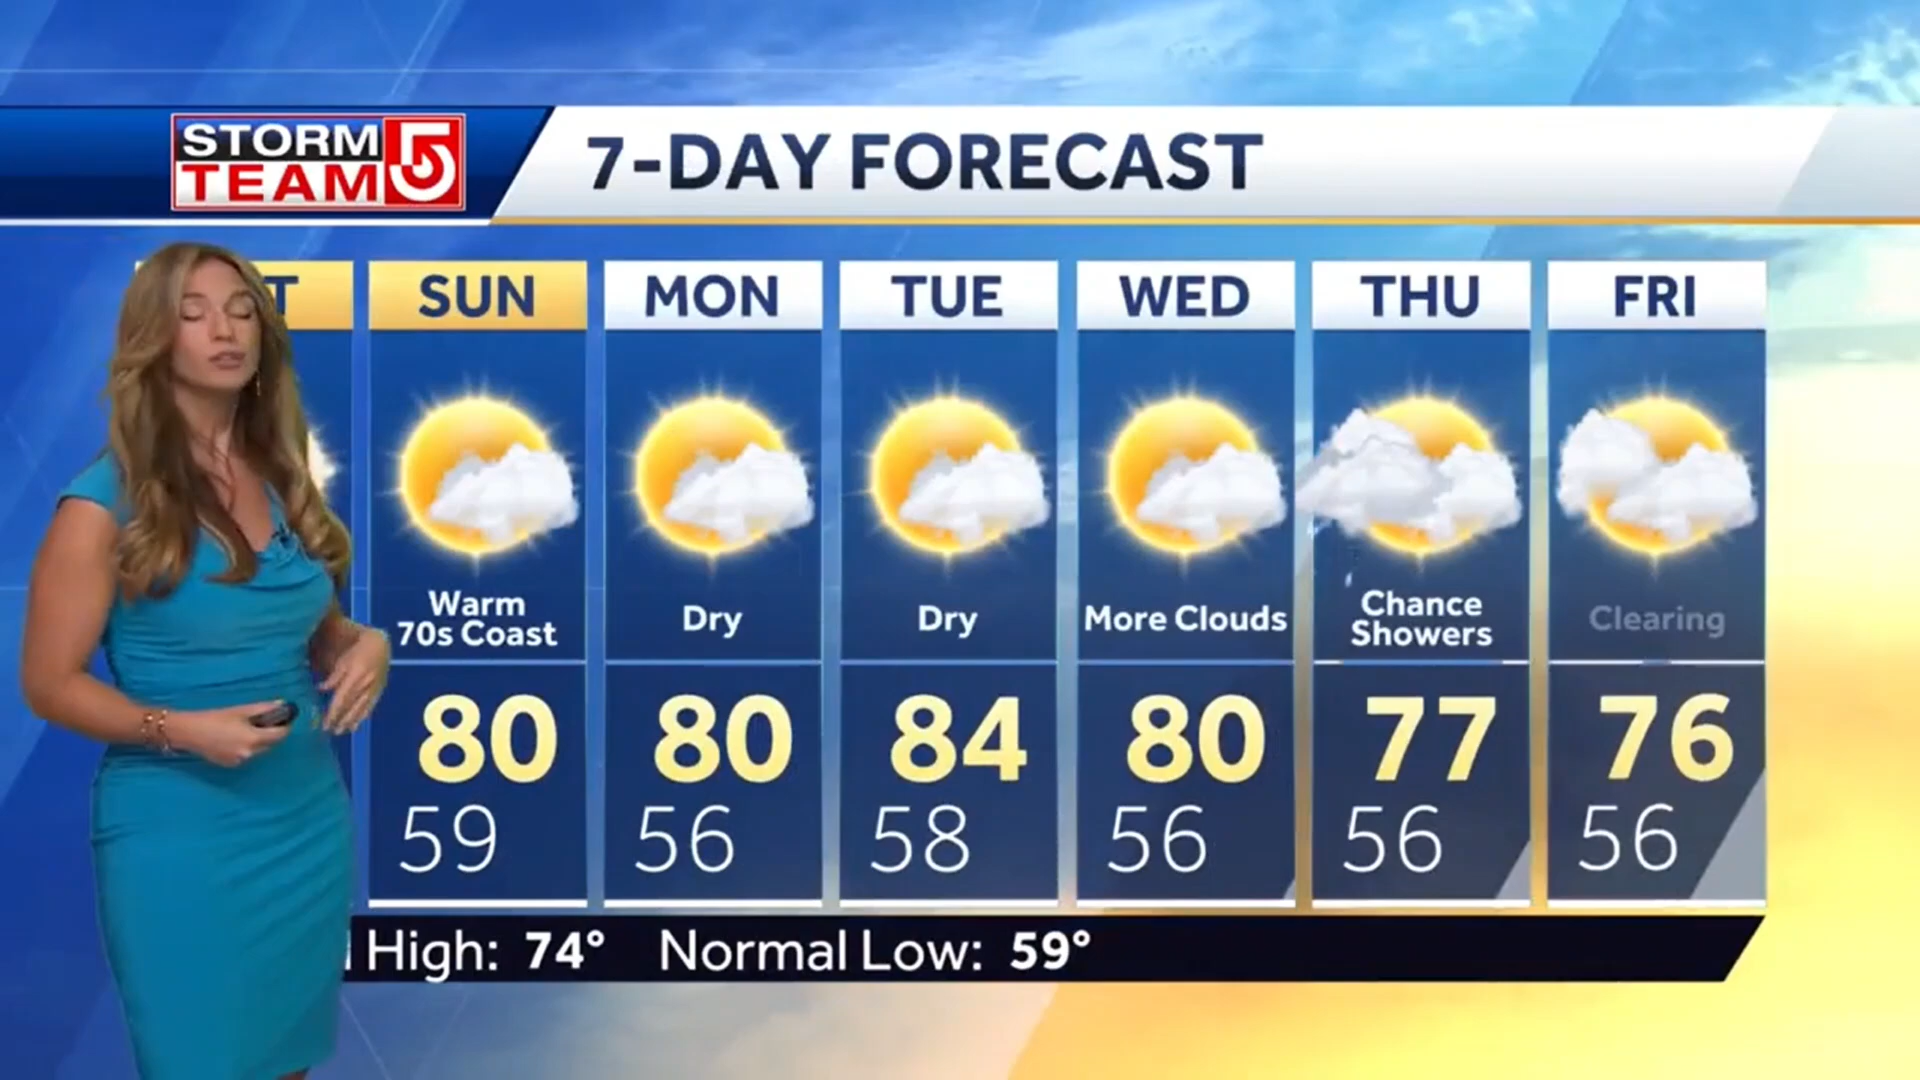 STORM
TEAM 5
7-DAY FORECAST
T
SUN
MON
TUE
WED
THU
FRI
Warm
70s Coast
Dry
Dry
More Clouds
Chance
Showers
Clearing
80
80
84
80
77
76
59
56
58
56
56
56
High: 74° Normal Low: 59°